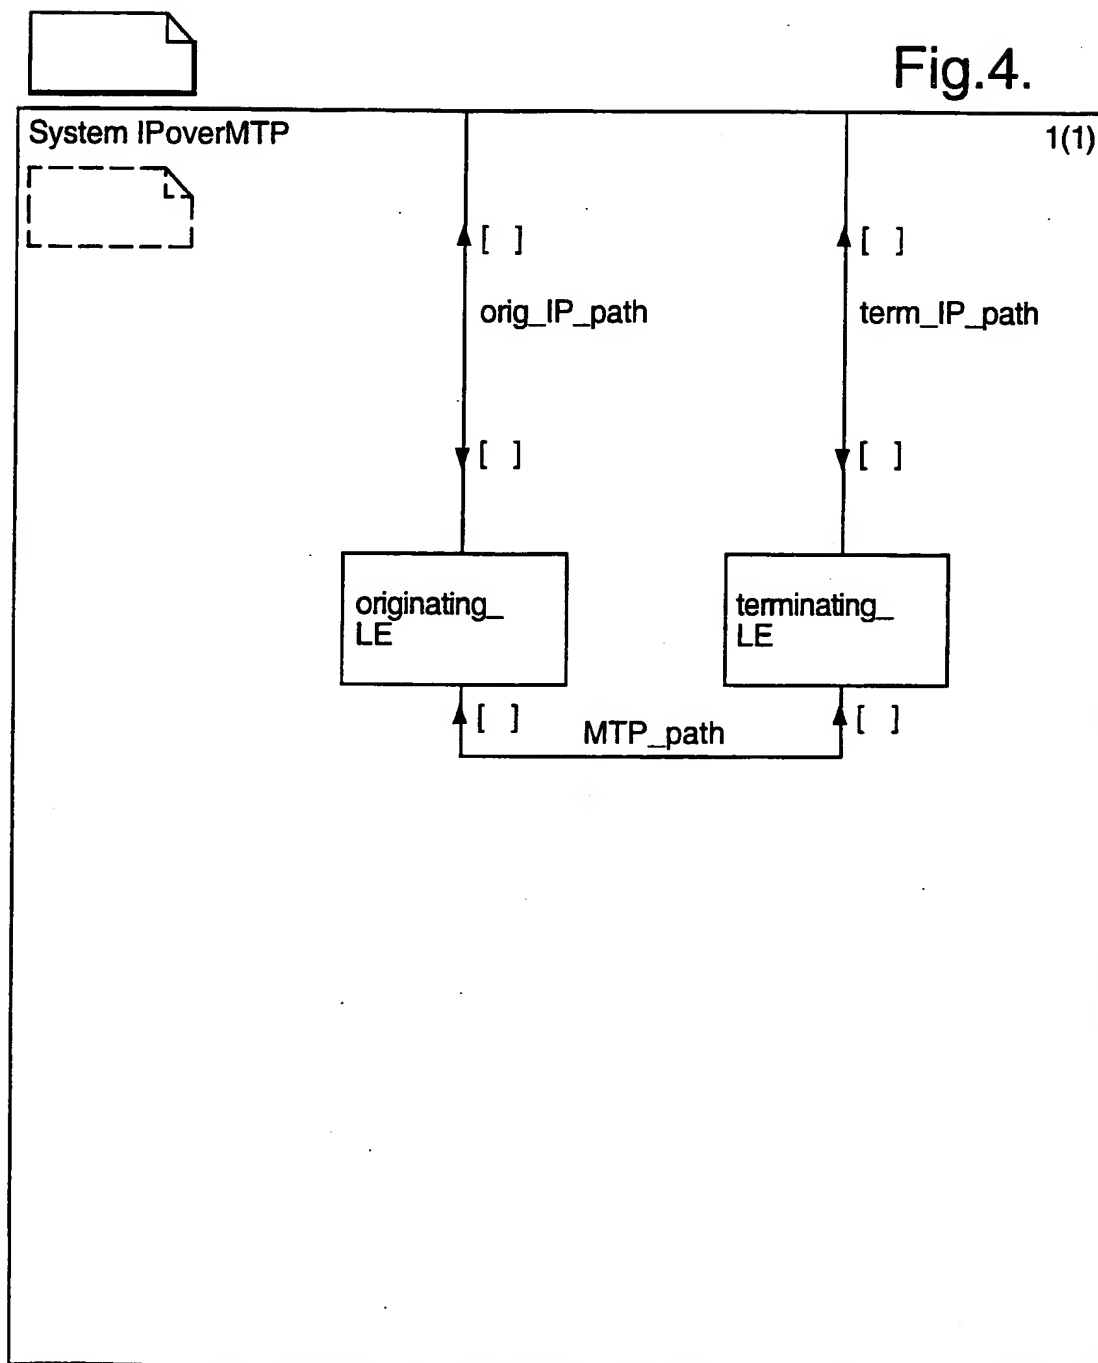 Fig.4.
System IPoverMTP
1(1)
[ ]
[ ]
orig_IP_path
term_IP_path
[ ]
[ ]
originating_
LE
terminating_
LE
[ ]
MTP_path
[ ]